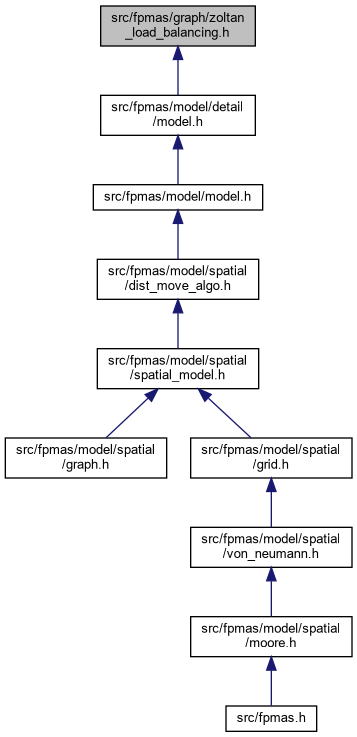 src/fpmas/graph/zoltan
_load_balancing.h
src/fpmas/model/detail
/model.h
src/fpmas/model/model.h
src/fpmas/model/spatial
/dist_move_algo.h
src/fpmas/model/spatial
/spatial_model.h
src/fpmas/model/spatial
/graph.h
src/fpmas/model/spatial
/grid.h
src/fpmas/model/spatial
/von_neumann.h
src/fpmas/model/spatial
/moore.h
src/fpmas.h